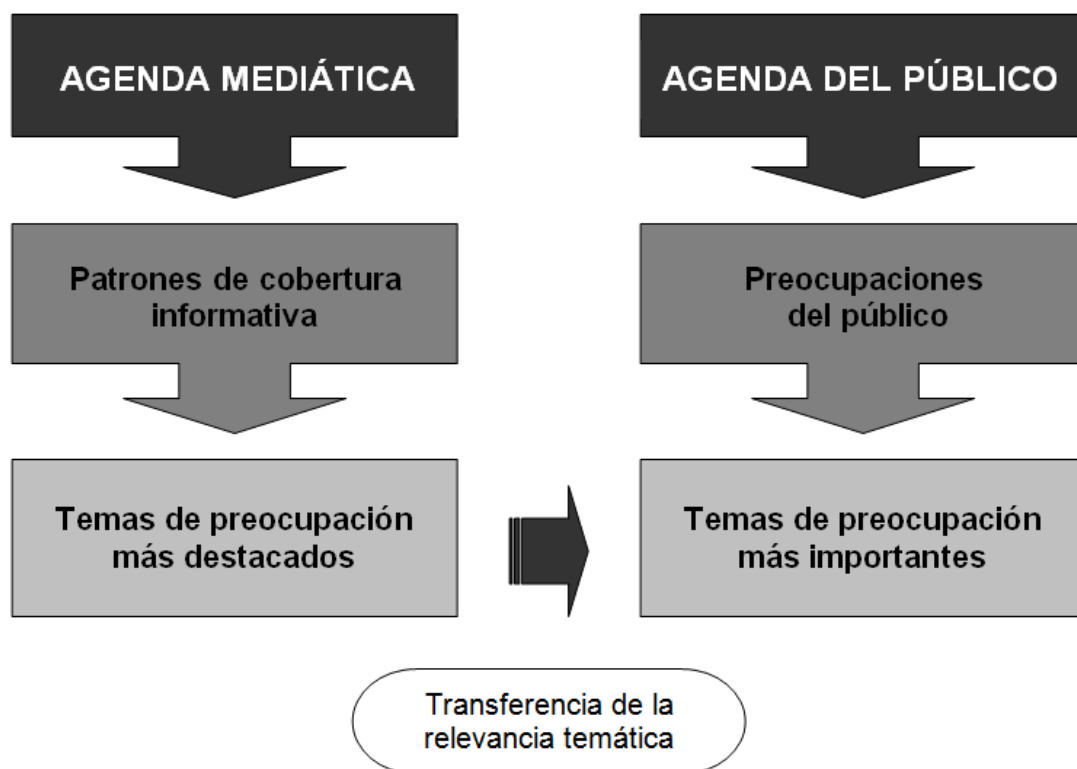 AGENDA MEDIÁTICA
AGENDA DEL PÚBLICO
Patrones de cobertura
informativa
Preocupaciones
del público
Temas de preocupación
más destacados
Temas de preocupación
más importantes
Transferencia de la
relevancia temática